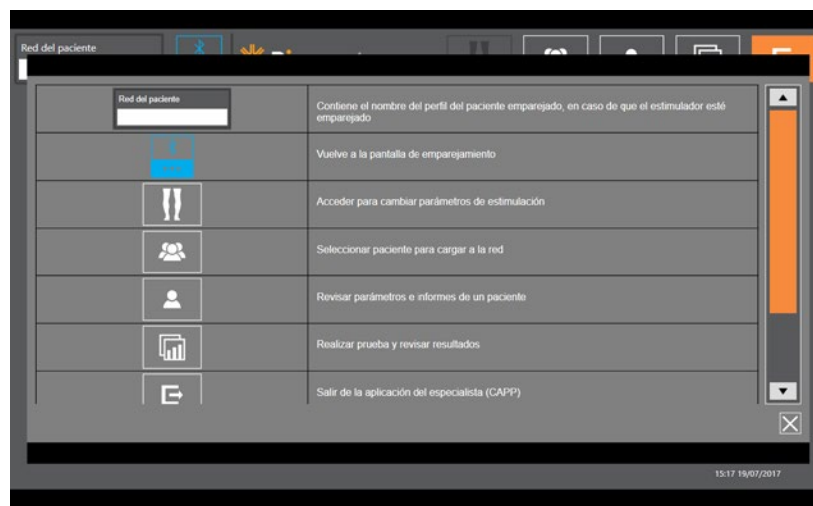 Red del paciente
Red del paciente
Contiene el nombre del perfil del paciente emparejado, en caso de que el estimulador esté
emparejado
Vuelve a la pantalla de emparejamiento
Acceder para cambiar parámetros de estimulación
Seleccionar paciente para cargar a la red
Revisar parámetros e informes de un paciente
Realizar prueba y revisar resultados
Salir de la aplicación del especialista (CAPP)
15:17 19/07/2017